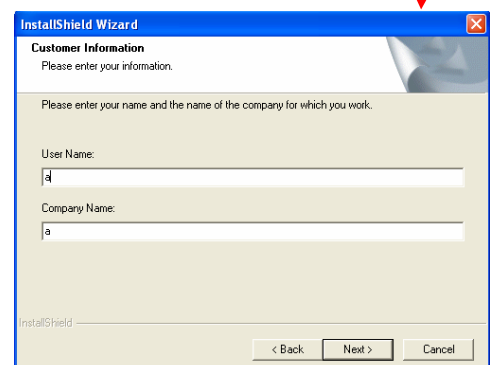 InstallShield Wizard
Customer Information
Please enter your information.
Please enter your name and the name of the company for which you work.
User Name:
a
Company Name:
a
InstallShield
< Back Next > Cancel